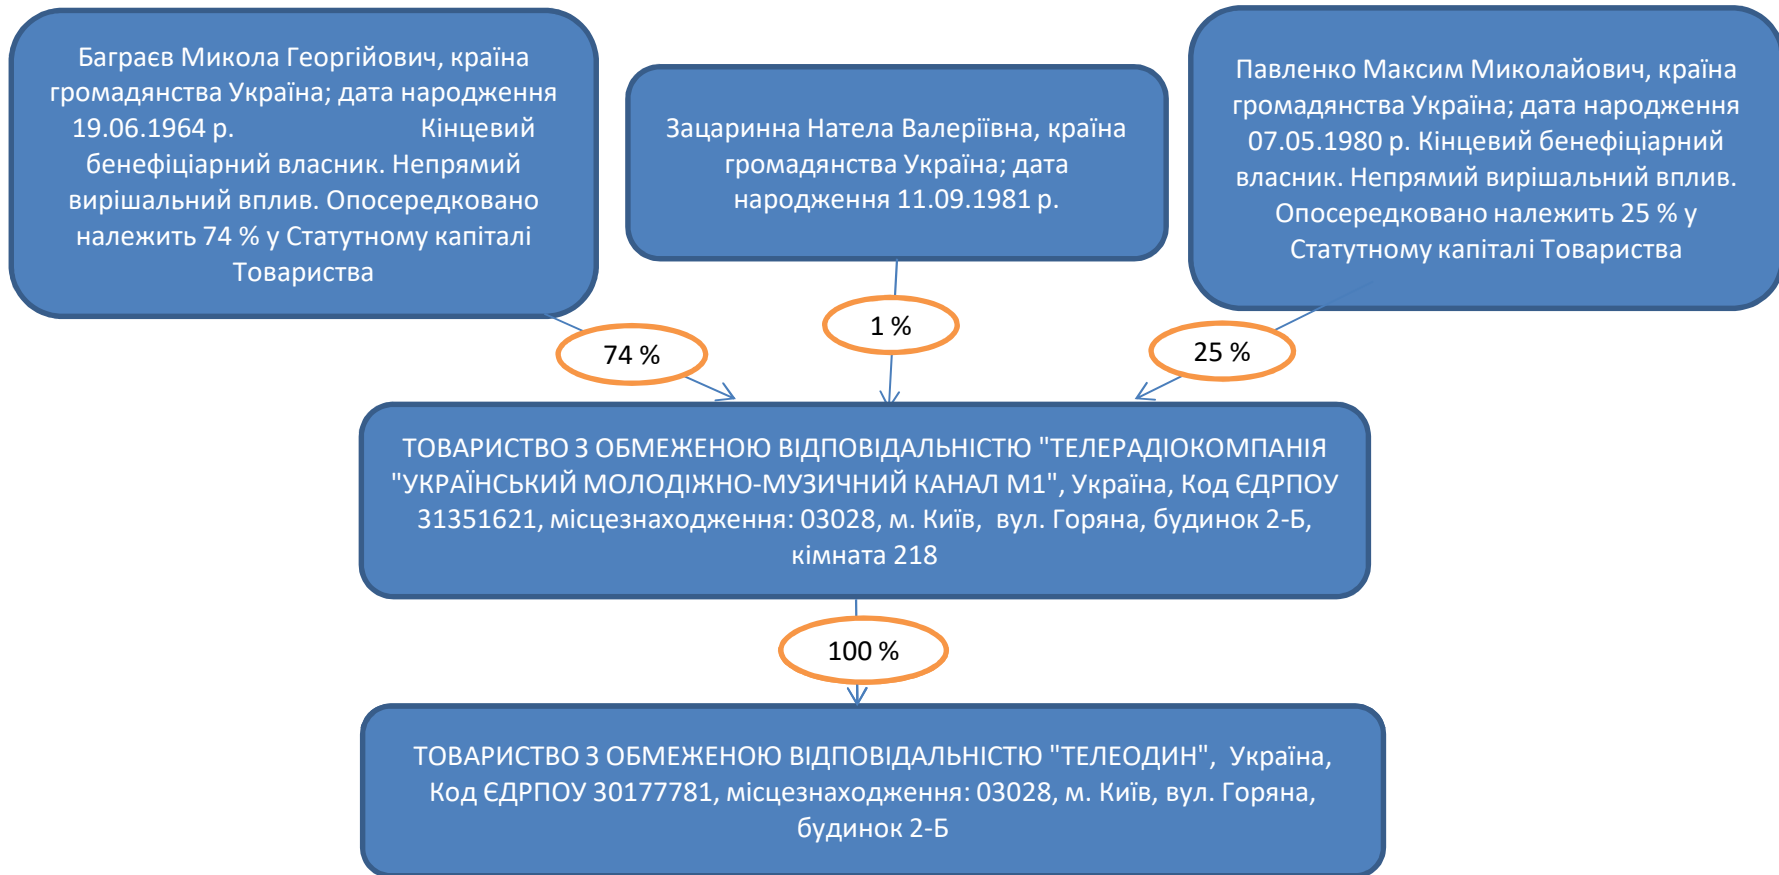 Баграєв Микола Георгійович, країна
громадянства Україна; дата народження
19.06.1964 р. Кінцевий
бенефіціарний власник. Непрямий
вирішальний вплив. Опосередковано
належить 74 % у Статутному капіталі
Товариства
Зацаринна Натела Валеріївна, країна
громадянства Україна; дата
народження 11.09.1981 р.
Павленко Максим Миколайович, країна
громадянства Україна; дата народження
07.05.1980 р. Кінцевий бенефіціарний
власник. Непрямий вирішальний вплив.
Опосередковано належить 25 % у
Статутному капіталі Товариства
74 %
1 %
25 %
ТОВАРИСТВО З ОБМЕЖЕНОЮ ВІДПОВІДАЛЬНІСТЮ "ТЕЛЕРАДІОКОМПАНІЯ
"УКРАЇНСЬКИЙ МОЛОДІЖНО-МУЗИЧНИЙ КАНАЛ М1", Україна, Код ЄДРПОУ
31351621, місцезнаходження: 03028, м. Київ, вул. Горяна, будинок 2-Б,
кімната 218
100 %
ТОВАРИСТВО З ОБМЕЖЕНОЮ ВІДПОВІДАЛЬНІСТЮ "ТЕЛЕОДИН", Україна,
Код ЄДРПОУ 30177781, місцезнаходження: 03028, м. Київ, вул. Горяна,
будинок 2-Б